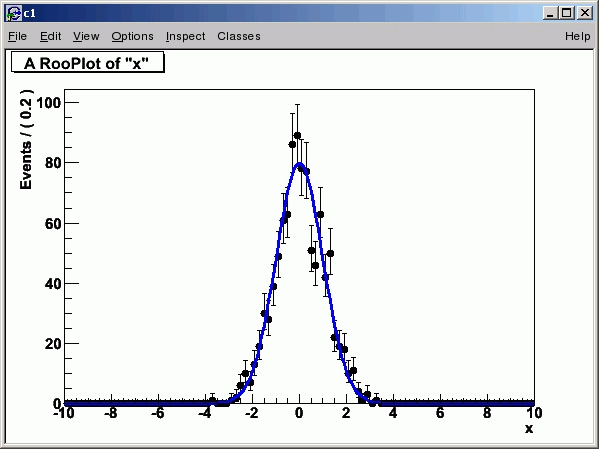 c1
File Edit View Options Inspect Classes Help
A RooPlot of "x"
Events / ( 0.2 )
100
80
60
40
20
0
-10 -8 -6 -4 -2 0 2 4 6 8 10
x